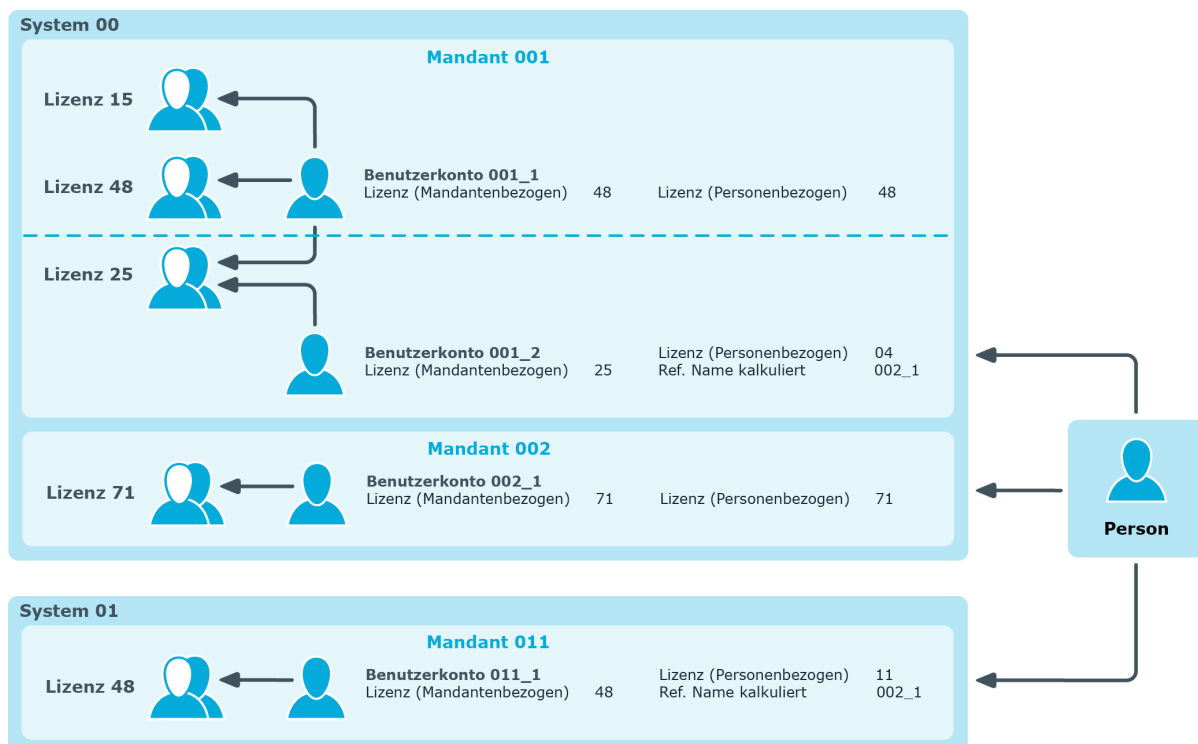 System 00
Mandant 001
Lizenz 15
Lizenz 48
Benutzerkonto 001_1
Lizenz (Mandantenbezogen) 48 Lizenz (Personenbezogen) 48
Lizenz 25
Benutzerkonto 001_2 Lizenz (Personenbezogen) 04
Lizenz (Mandantenbezogen) 25 Ref. Name kalkuliert 002_1
Mandant 002
Lizenz 71
Benutzerkonto 002_1
Lizenz (Mandantenbezogen) 71 Lizenz (Personenbezogen) 71
Person
System 01
Mandant 011
Lizenz 48
Benutzerkonto 011_1 Lizenz (Personenbezogen) 11
Lizenz (Mandantenbezogen) 48 Ref. Name kalkuliert 002_1